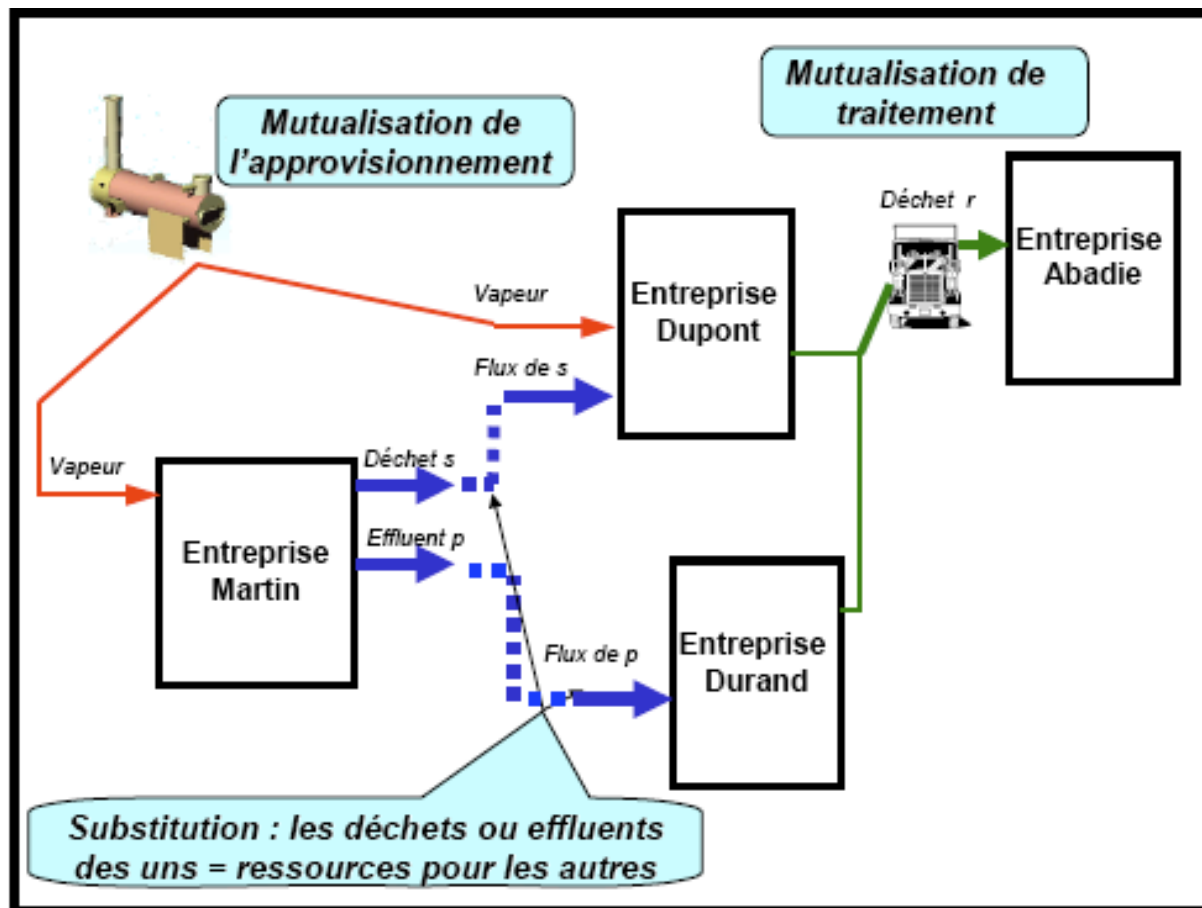 Mutualisation de
l'approvisionnement
Mutualisation de
traitement
Déchet r
Entreprise
Abadie
Vapeur
Entreprise
Dupont
Flux de s
Vapeur
Déchet s
Effluent p
Entreprise
Martin
Flux de p
Entreprise
Durand
Substitution : les déchets ou effluents
des uns = ressources pour les autres